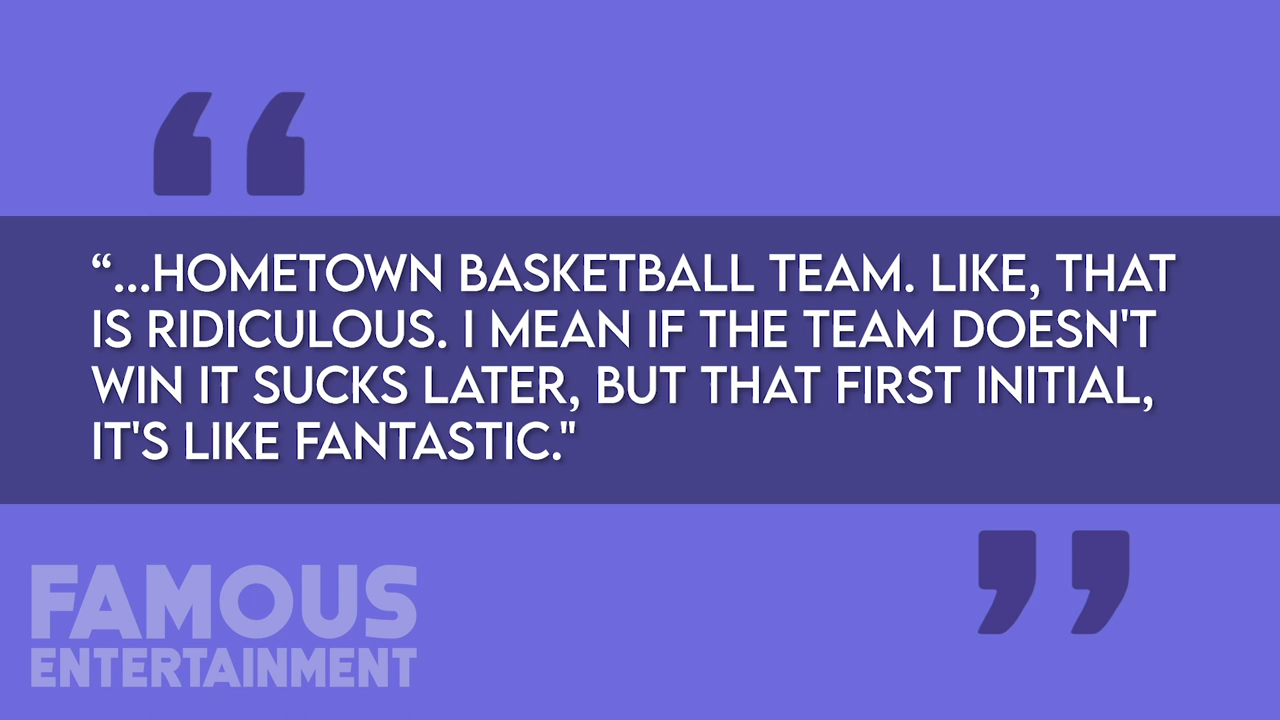 “...HOMETOWN BASKETBALL TEAM. LIKE, THAT
IS RIDICULOUS. I MEAN IF THE TEAM DOESN'T
WIN IT SUCKS LATER, BUT THAT FIRST INITIAL,
IT'S LIKE FANTASTIC."
FAMOUS
ENTERTAINMENT